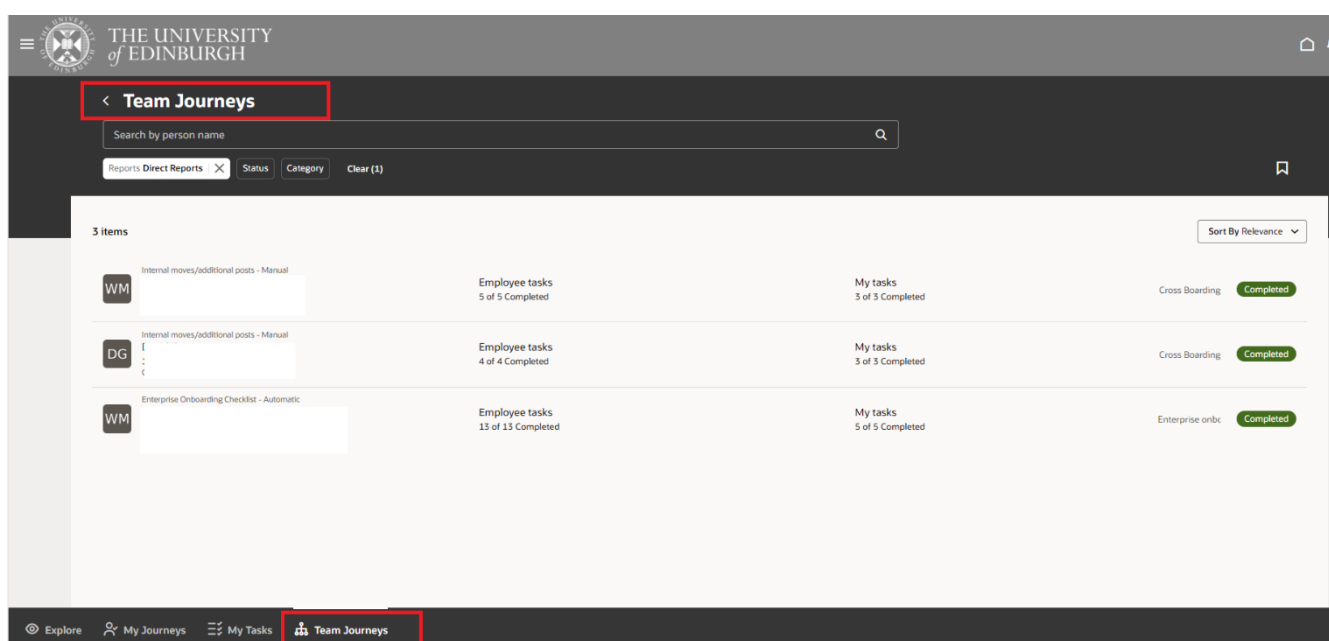 THE UNIVERSITY
of EDINBURGH
Team Journeys
Search by person name
Reports Direct Reports Status Category Clear (1)
3 items
Sort By Relevance
Internal moves/additional posts - Manual
WM
Employee tasks
5 of 5 Completed
My tasks
3 of 3 Completed
Cross Boarding Completed
Internal moves/additional posts - Manual
DG
Employee tasks
4 of 4 Completed
My tasks
3 of 3 Completed
Cross Boarding Completed
Enterprise Onboarding Checklist - Automatic
WM
Employee tasks
13 of 13 Completed
My tasks
5 of 5 Completed
Enterprise onbc Completed
Explore My Journeys My Tasks Team Journeys